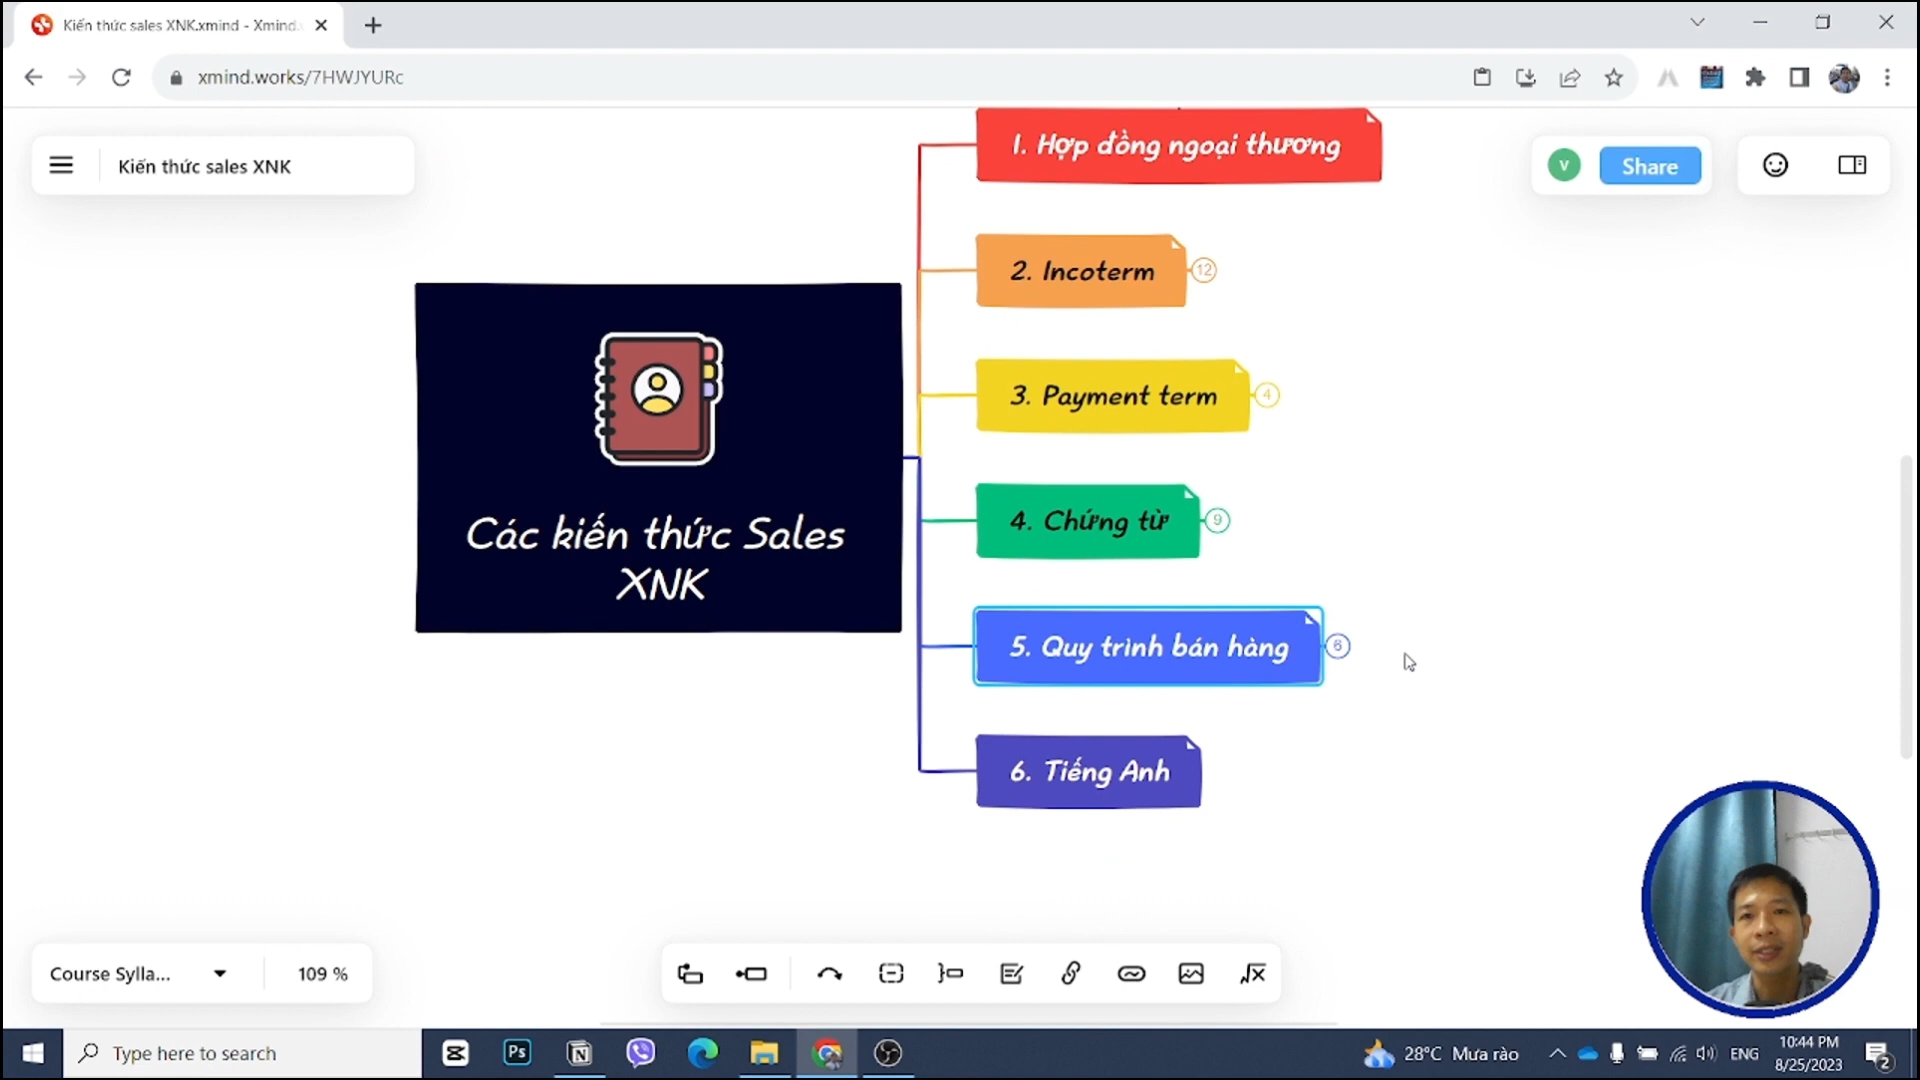 Kiến thức sales XNK.xmind - Xmind.
xmind.works/7HWJYURc
Kiến thức sales XNK
V
Share
1. Hợp đồng ngoại thương
2. Incoterm
12
3. Payment term
4
4. Chứng từ
9
5. Quy trình bán hàng
6
6. Tiếng Anh
Các kiến thức Sales
XNK
Course Sylla...
109 %
Type here to search
Ps
28°C Mưa rào
ENG
10:44 PM
8/25/2023
2